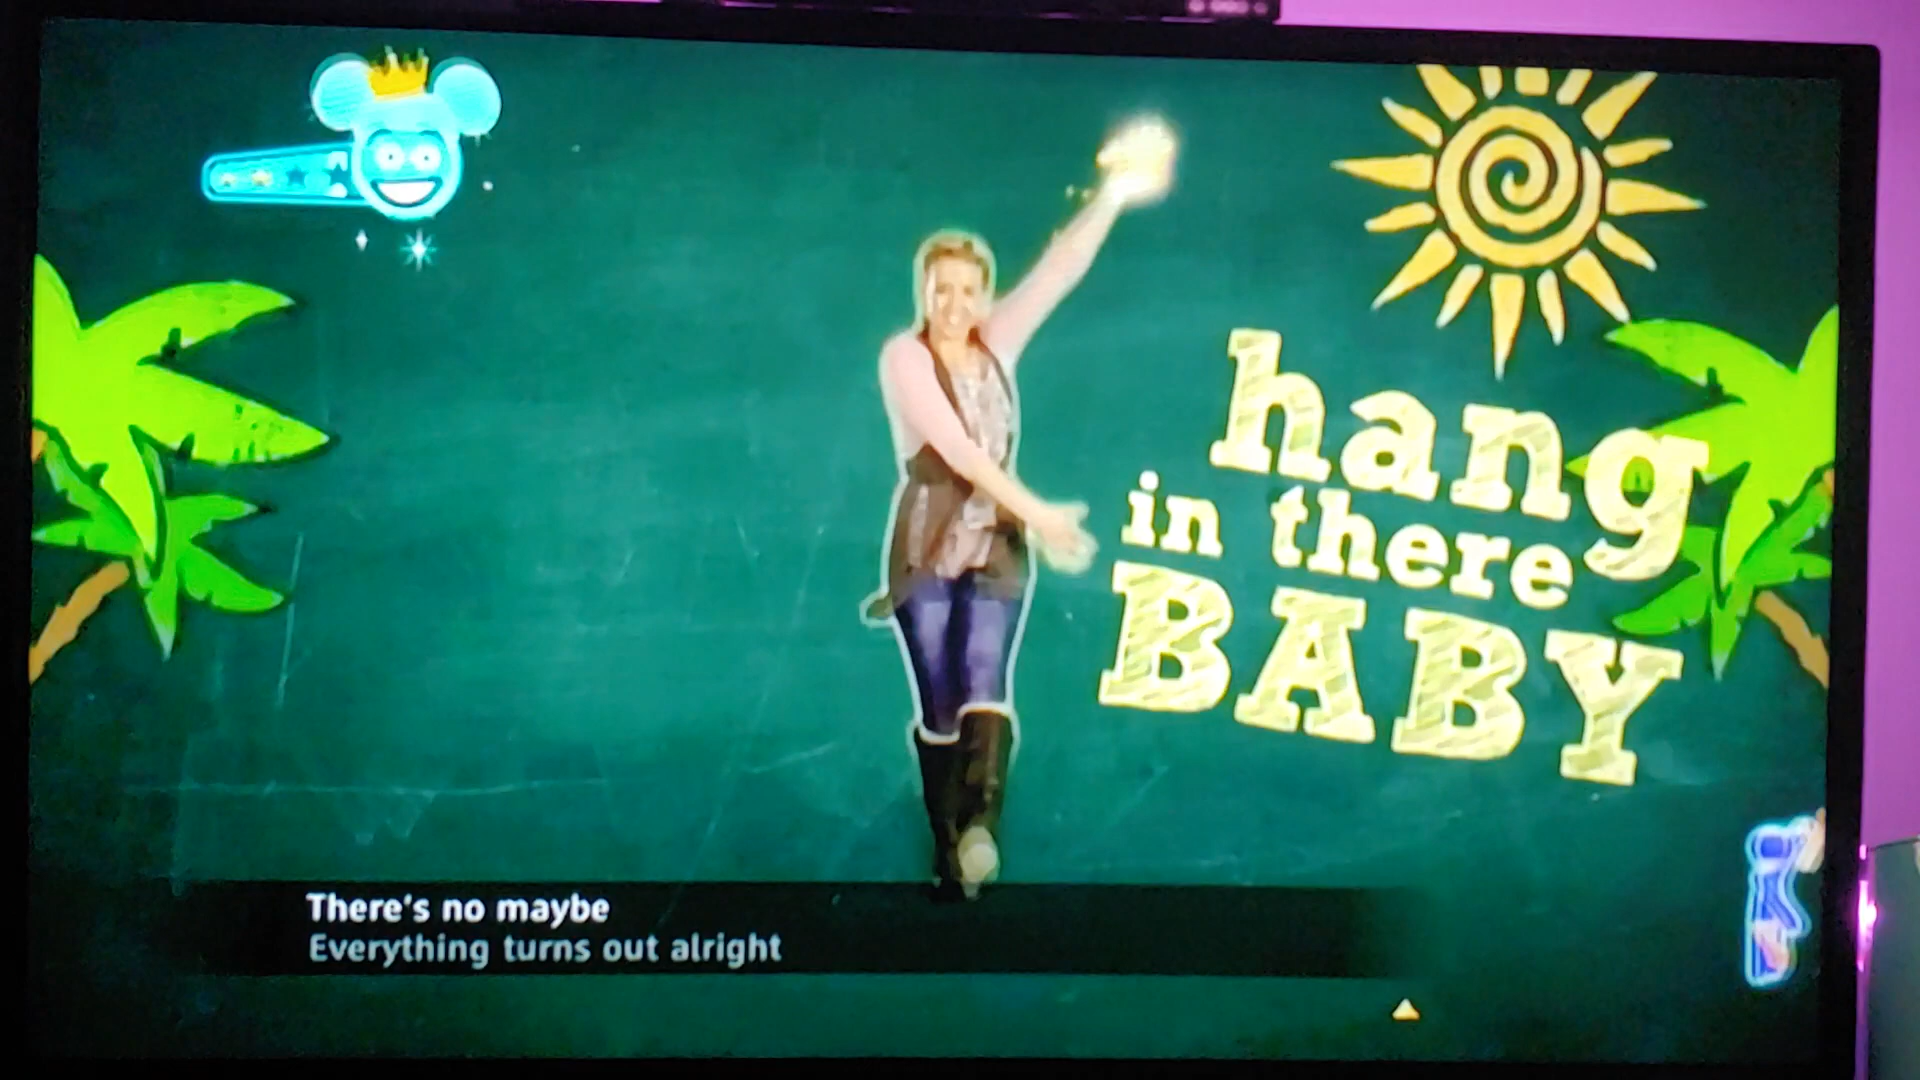 hang
in there
BABY
There's no maybe
Everything turns out alright